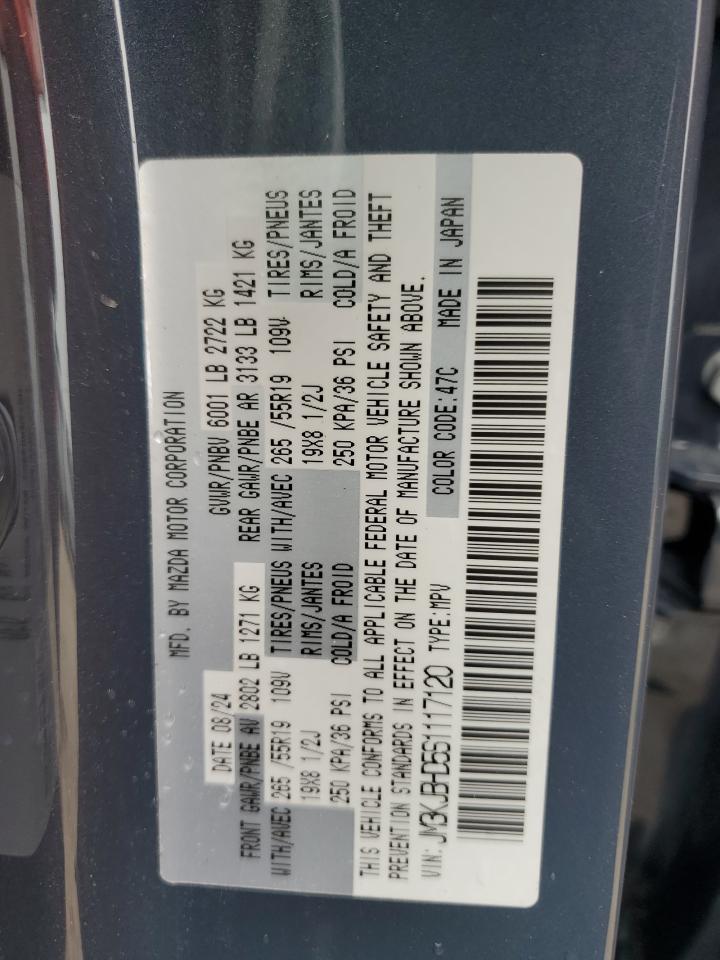 MFD. BY MAZDA MOTOR CORPORATION
DATE 08/24 GVWR/PNBV 6001 LB 2722 KG
FRONT GAWR/PNBE AV 2802 LB 1271 KG REAR GAWR/PNBE AR 3133 LB 1421 KG
WITH/AVEC 265 /55R19 109V TIRES/PNEUS WITH/AVEC 265 /55R19 109V TIRES/PNEUS
19X8 1/2J RIMS/JANTES 19X8 1/2J RIMS/JANTES
250 KPA/36 PSI COLD/A FROID 250 KPA/36 PSI COLD/A FROID
THIS VEHICLE CONFORMS TO ALL APPLICABLE FEDERAL MOTOR VEHICLE SAFETY AND THEFT
PREVENTION STANDARDS IN EFFECT ON THE DATE OF MANUFACTURE SHOWN ABOVE.
VIN: JM3KJBHD5S1117120 TYPE:MPV COLOR CODE:47C MADE IN JAPAN